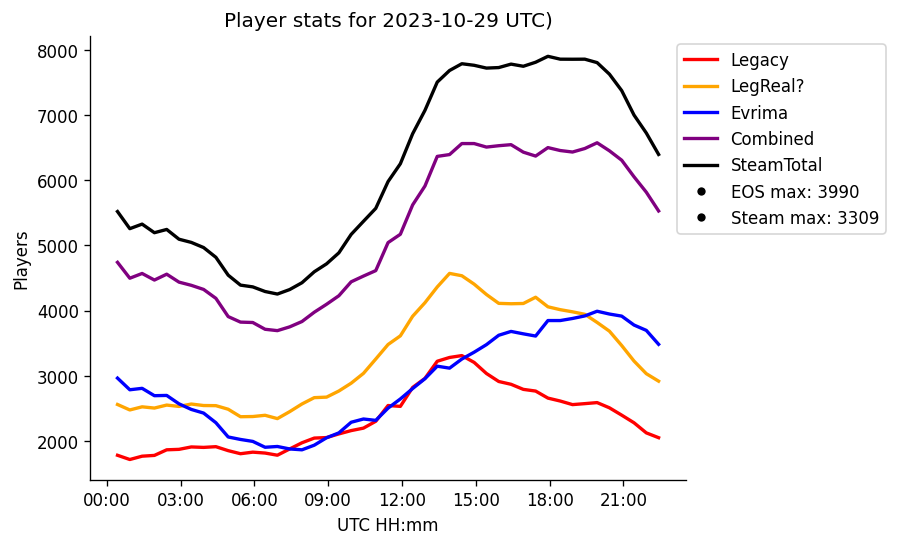 Player stats for 2023-10-29 UTC)
8000
7000
6000
5000
4000
3000
2000
Players
00:00 03:00 06:00 09:00 12:00 15:00 18:00 21:00
UTC HH:mm
Legacy
LegReal?
Evrima
Combined
SteamTotal
EOS max: 3990
Steam max: 3309